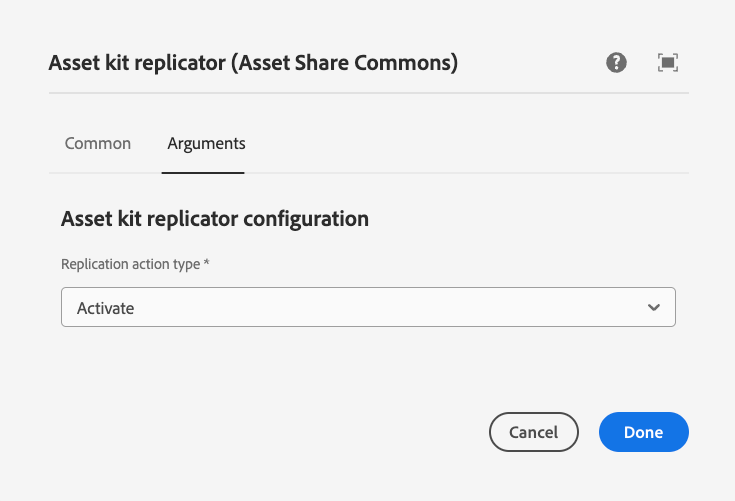 Asset kit replicator (Asset Share Commons)
?
Common Arguments
Asset kit replicator configuration
Replication action type *
Activate
Cancel Done